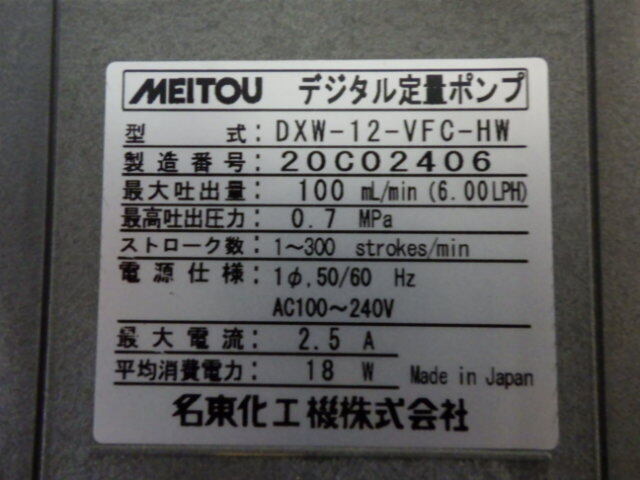 MEITOU デジタル定量ポンプ
型 式: DXW-12-VFC-HW
製造番号: 20C02406
最大吐出量: 100 mL/min (6.00LPH)
最高吐出圧力: 0.7 MPa
ストローク数: 1～300 strokes/min
電源仕様: 1φ,50/60 Hz
AC100～240V
最大電流: 2.5 A
平均消費電力: 18 W Made in Japan
名東化工機株式会社